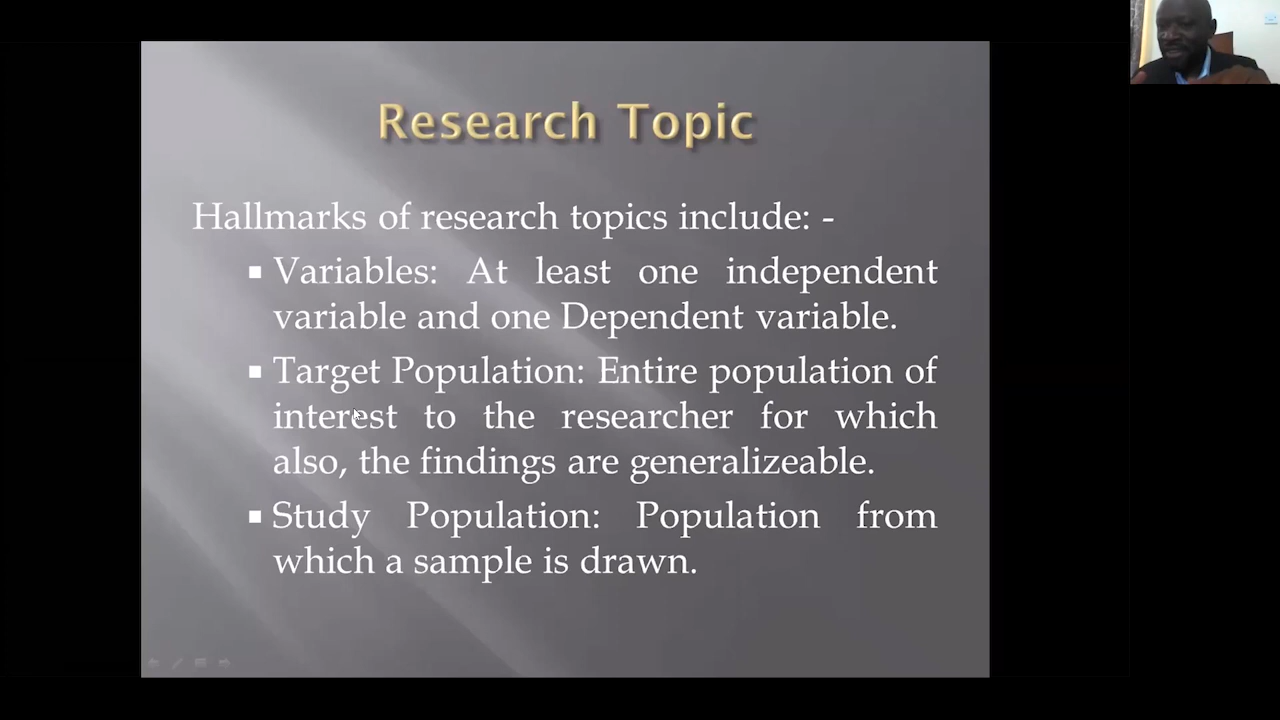 Research Topic
Hallmarks of research topics include: -
▪ Variables: At least one independent
variable and one Dependent variable.
▪ Target Population: Entire population of
interest to the researcher for which
also, the findings are generalizeable.
▪ Study Population: Population from
which a sample is drawn.